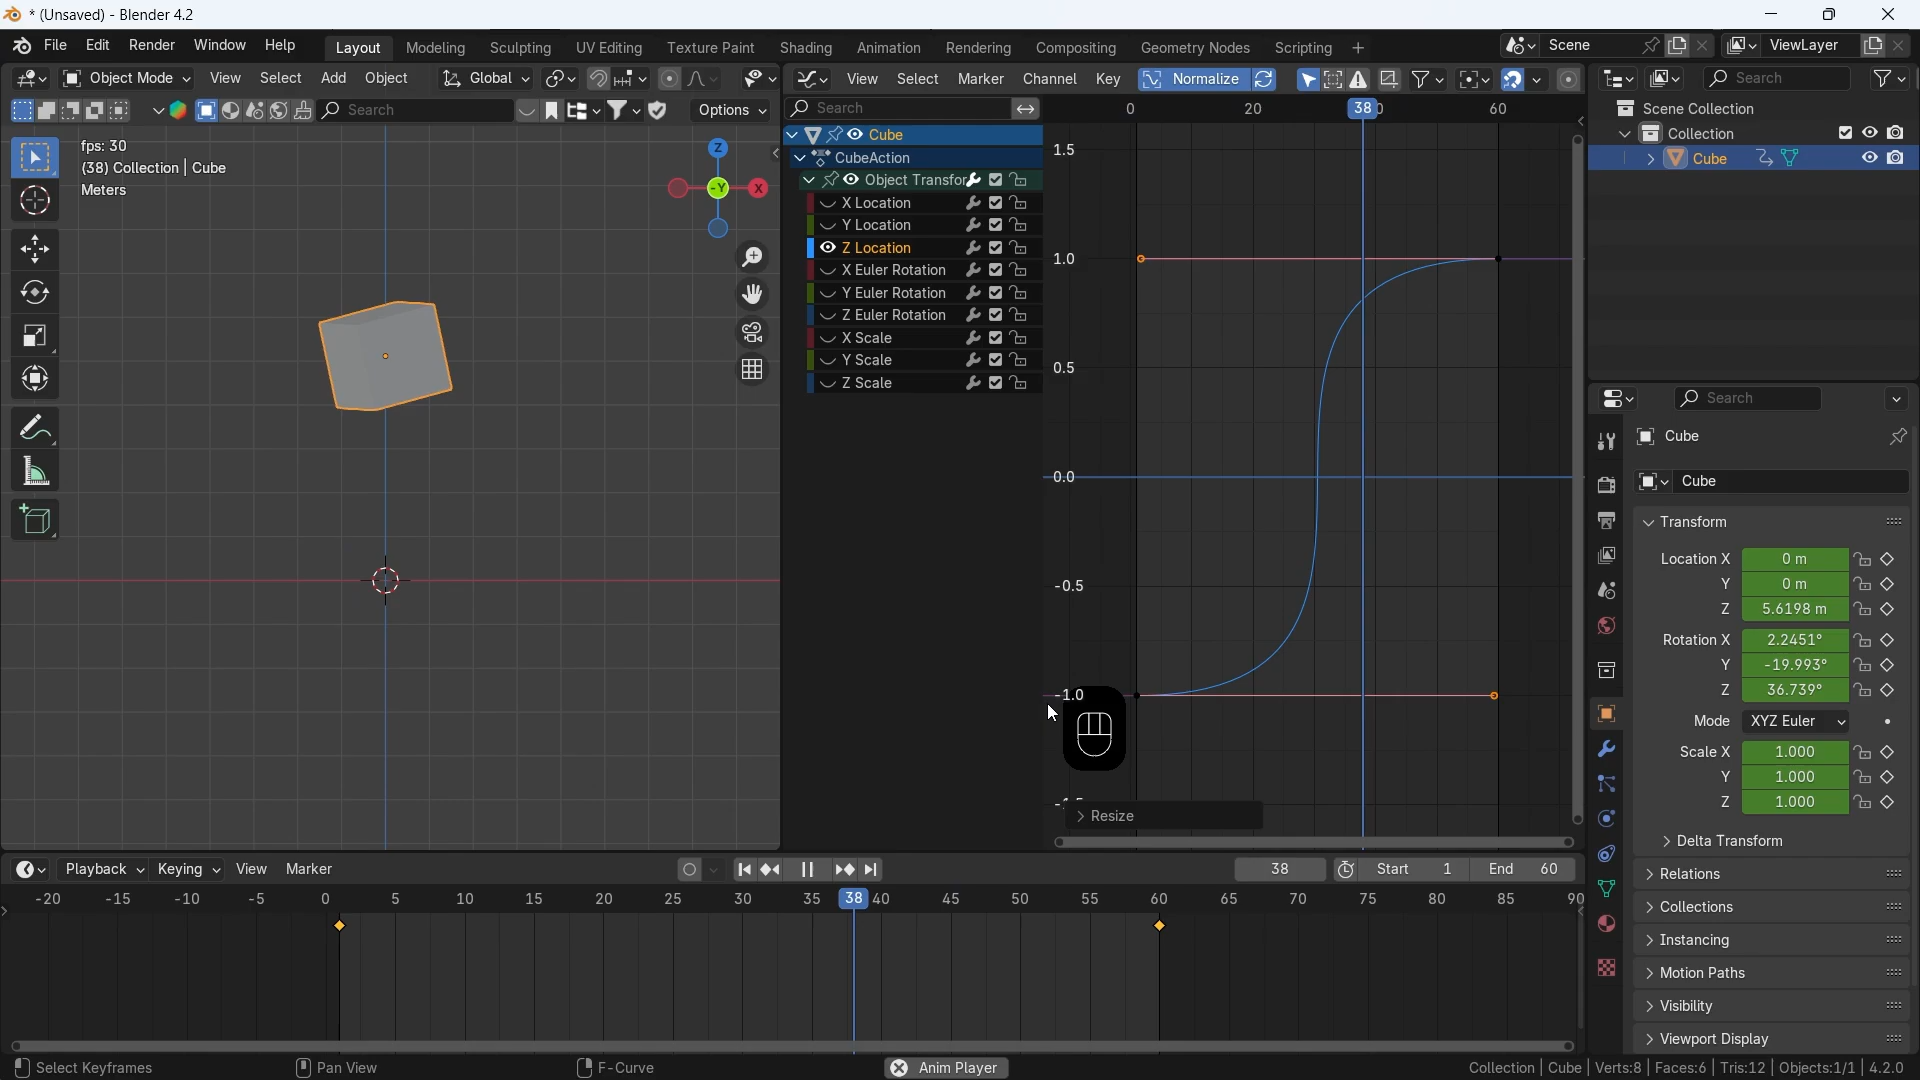 * (Unsaved) - Blender 4.2
File Edit Render Window Help Layout Modeling Sculpting UV Editing Texture Paint Shading Animation Rendering Compositing Geometry Nodes Scripting + Scene ViewLayer
Object Mode View Select Add Object Global
Search Options
fps: 30
(38) Collection | Cube
Meters
Z
-Y
X
View Select Marker Channel Key Normalize
Search
0 20 38 60
Cube
CubeAction
Object Transfor
X Location
Y Location
Z Location
X Euler Rotation
Y Euler Rotation
Z Euler Rotation
X Scale
Y Scale
Z Scale
1.5
1.0
0.5
0.0
-0.5
-1.0
Resize
Search
Scene Collection
Collection
Cube
Search
Cube
Cube
Transform
Location X 0 m
Y 0 m
Z 5.6198 m
Rotation X 2.2451°
Y -19.993°
Z 36.739°
Mode XYZ Euler
Scale X 1.000
Y 1.000
Z 1.000
Delta Transform
Relations
Collections
Instancing
Motion Paths
Visibility
Viewport Display
Playback Keying View Marker 38 Start 1 End 60
-20 -15 -10 -5 0 5 10 15 20 25 30 35 38 40 45 50 55 60 65 70 75 80 85 90
Select Keyframes Pan View F-Curve Anim Player Collection | Cube | Verts:8 | Faces:6 | Tris:12 | Objects:1/1 | 4.2.0